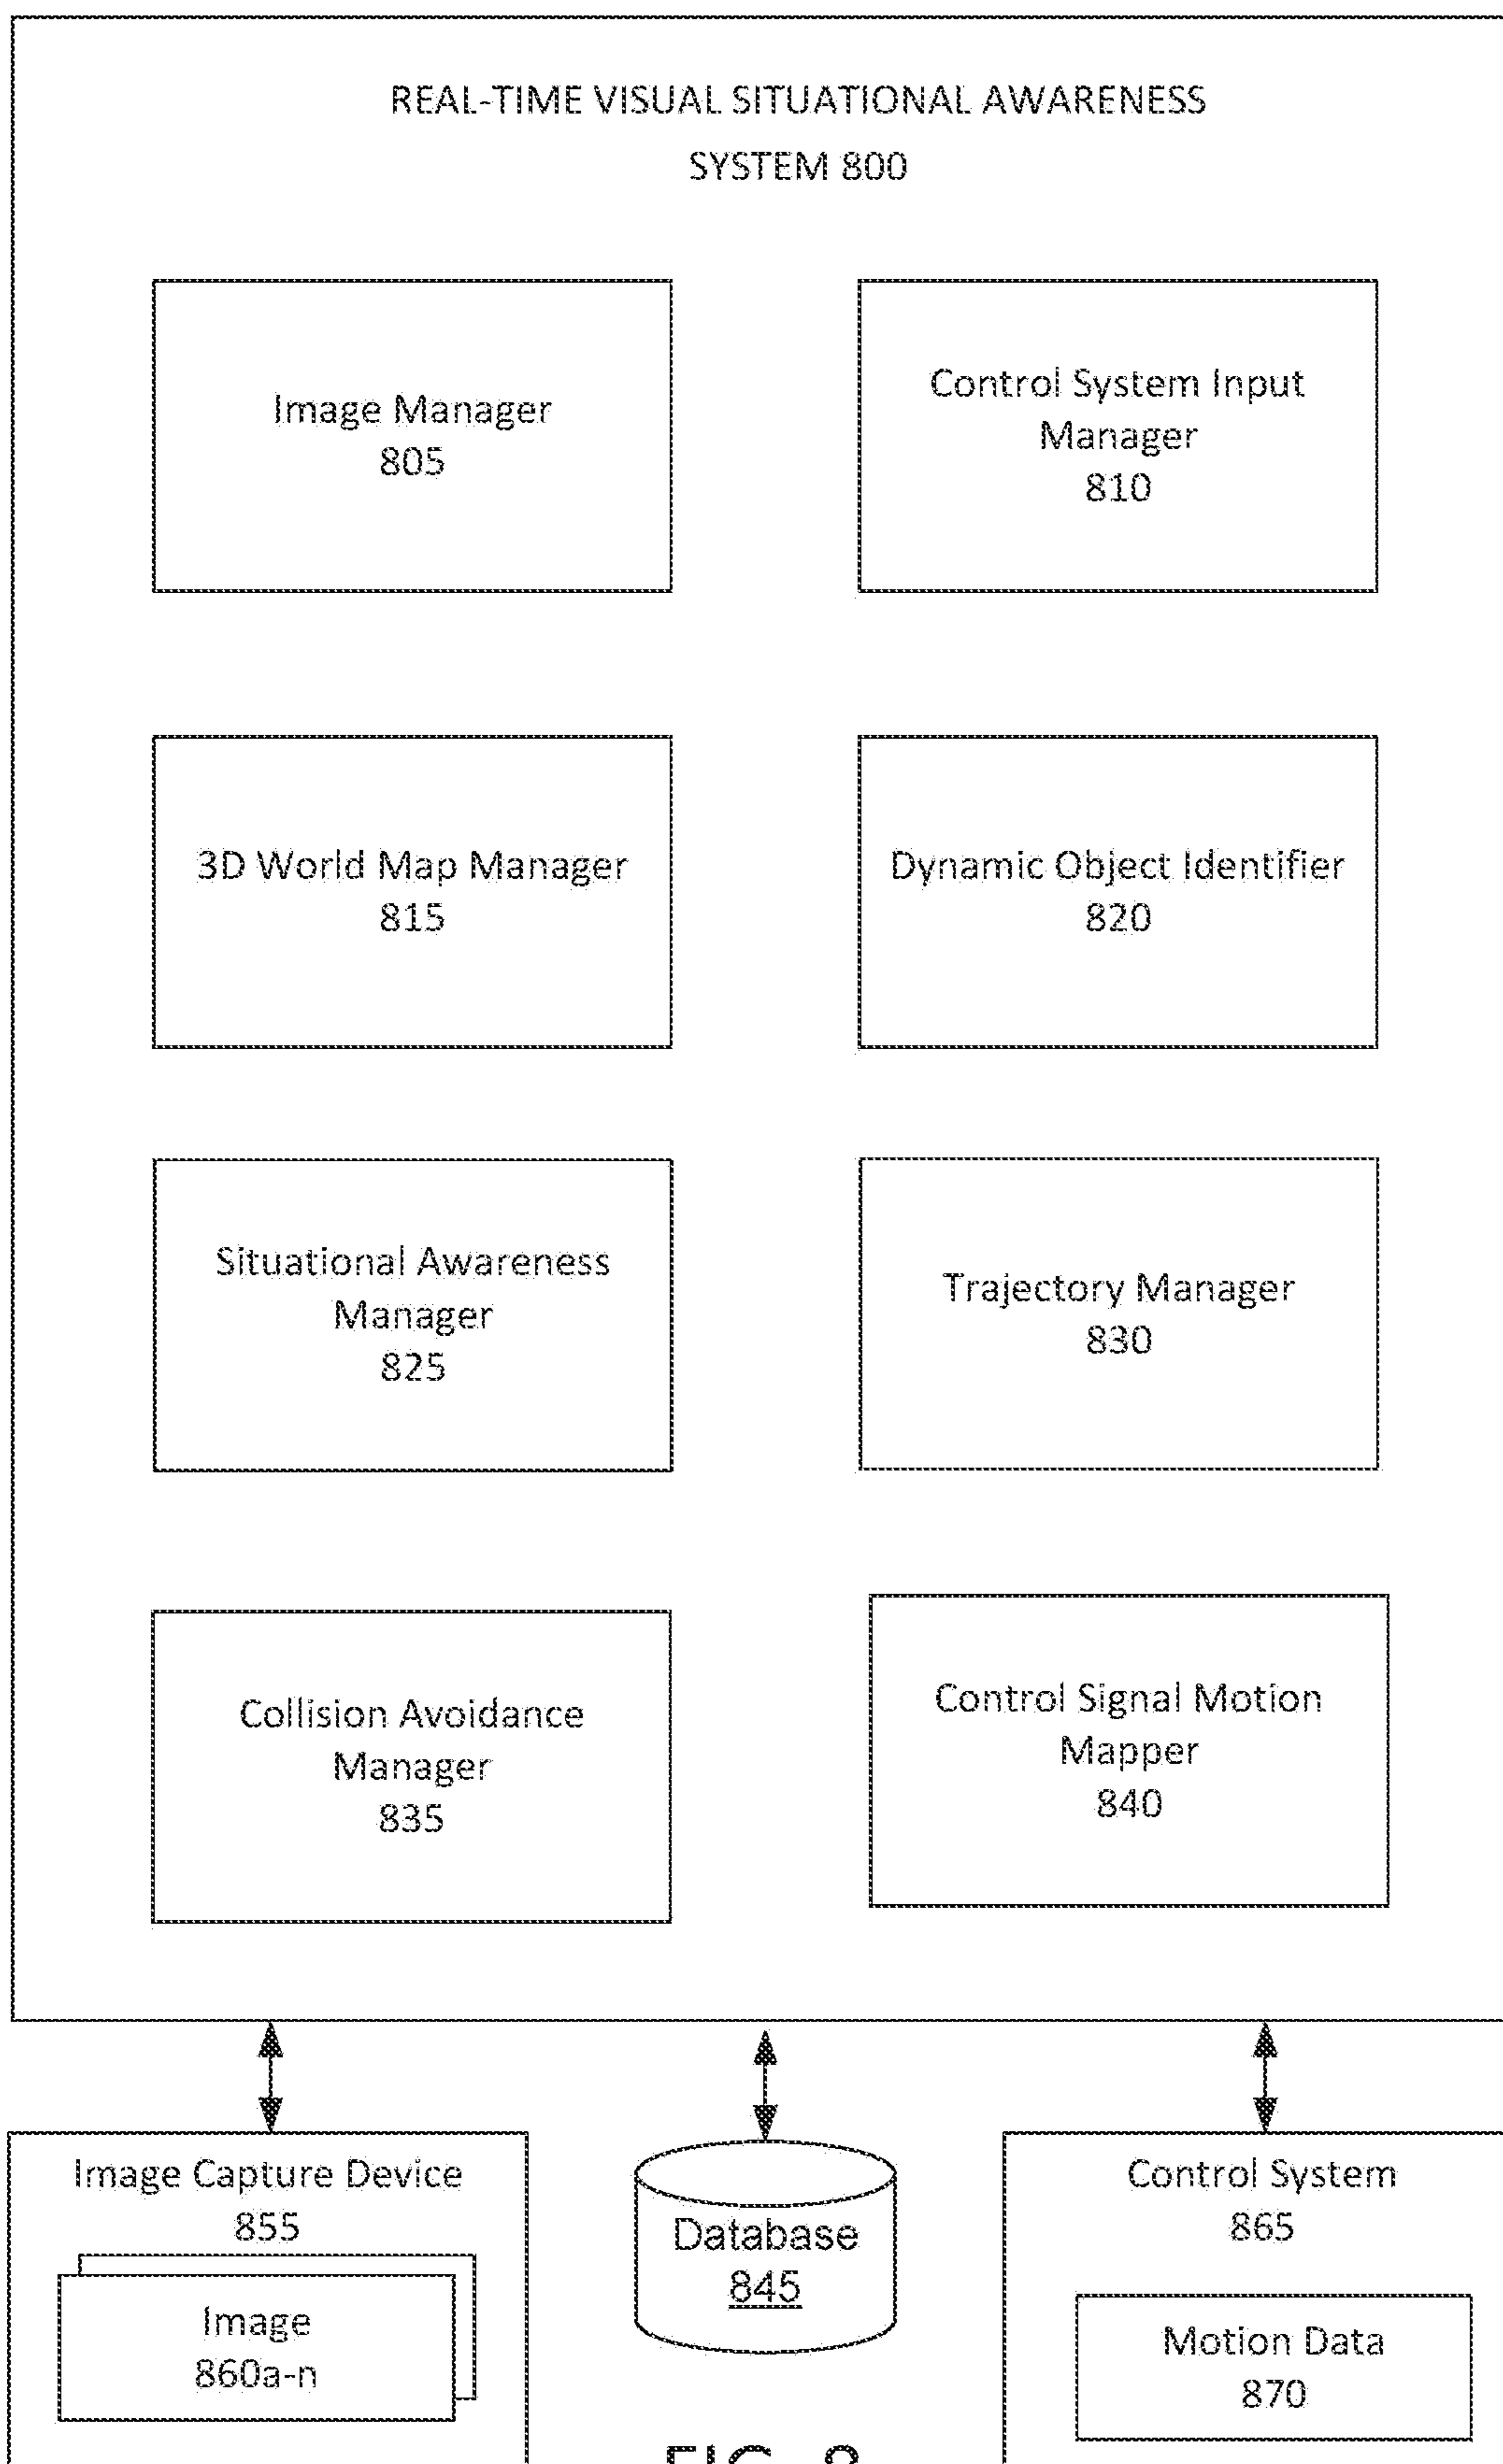 REAL-TIME VISUAL SITUATIONAL AWARENESS
SYSTEM 800
Image Manager
805
Control System Input
Manager
810
3D World Map Manager
815
Dynamic Object Identifier
820
Situational Awareness
Manager
825
Trajectory Manager
830
Collision Avoidance
Manager
835
Control Signal Motion
Mapper
840
Image Capture Device
855
Image
860a-n
Database
845
Control System
865
Motion Data
870
FIG. 8